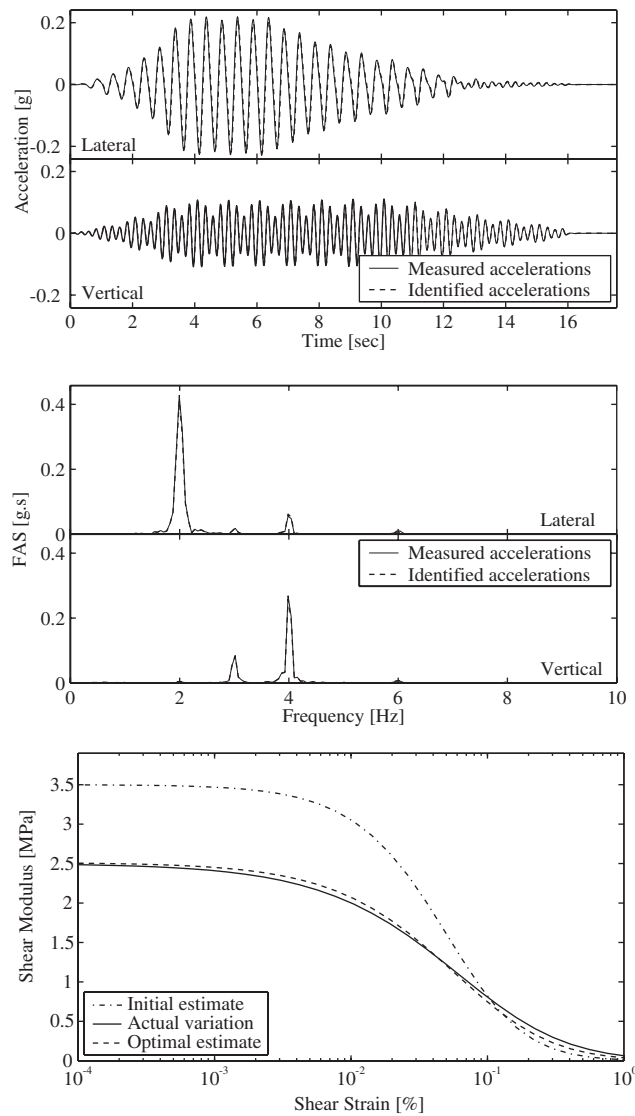 0.2
0
-0.2
Lateral
0.2
0
-0.2
Vertical
Acceleration [g]
Measured accelerations
Identified accelerations
0 2 4 6 8 10 12 14 16
Time [sec]
0.4
0.2
0
Lateral
FAS [g.s]
Measured accelerations
Identified accelerations
0.4
0.2
0
Vertical
2 4 6 8 10
Frequency [Hz]
3.5
3
2.5
2
1.5
1
0.5
0
Shear Modulus [MPa]
Initial estimate
Actual variation
Optimal estimate
10^-4 10^-3 10^-2 10^-1 10^0
Shear Strain [%]